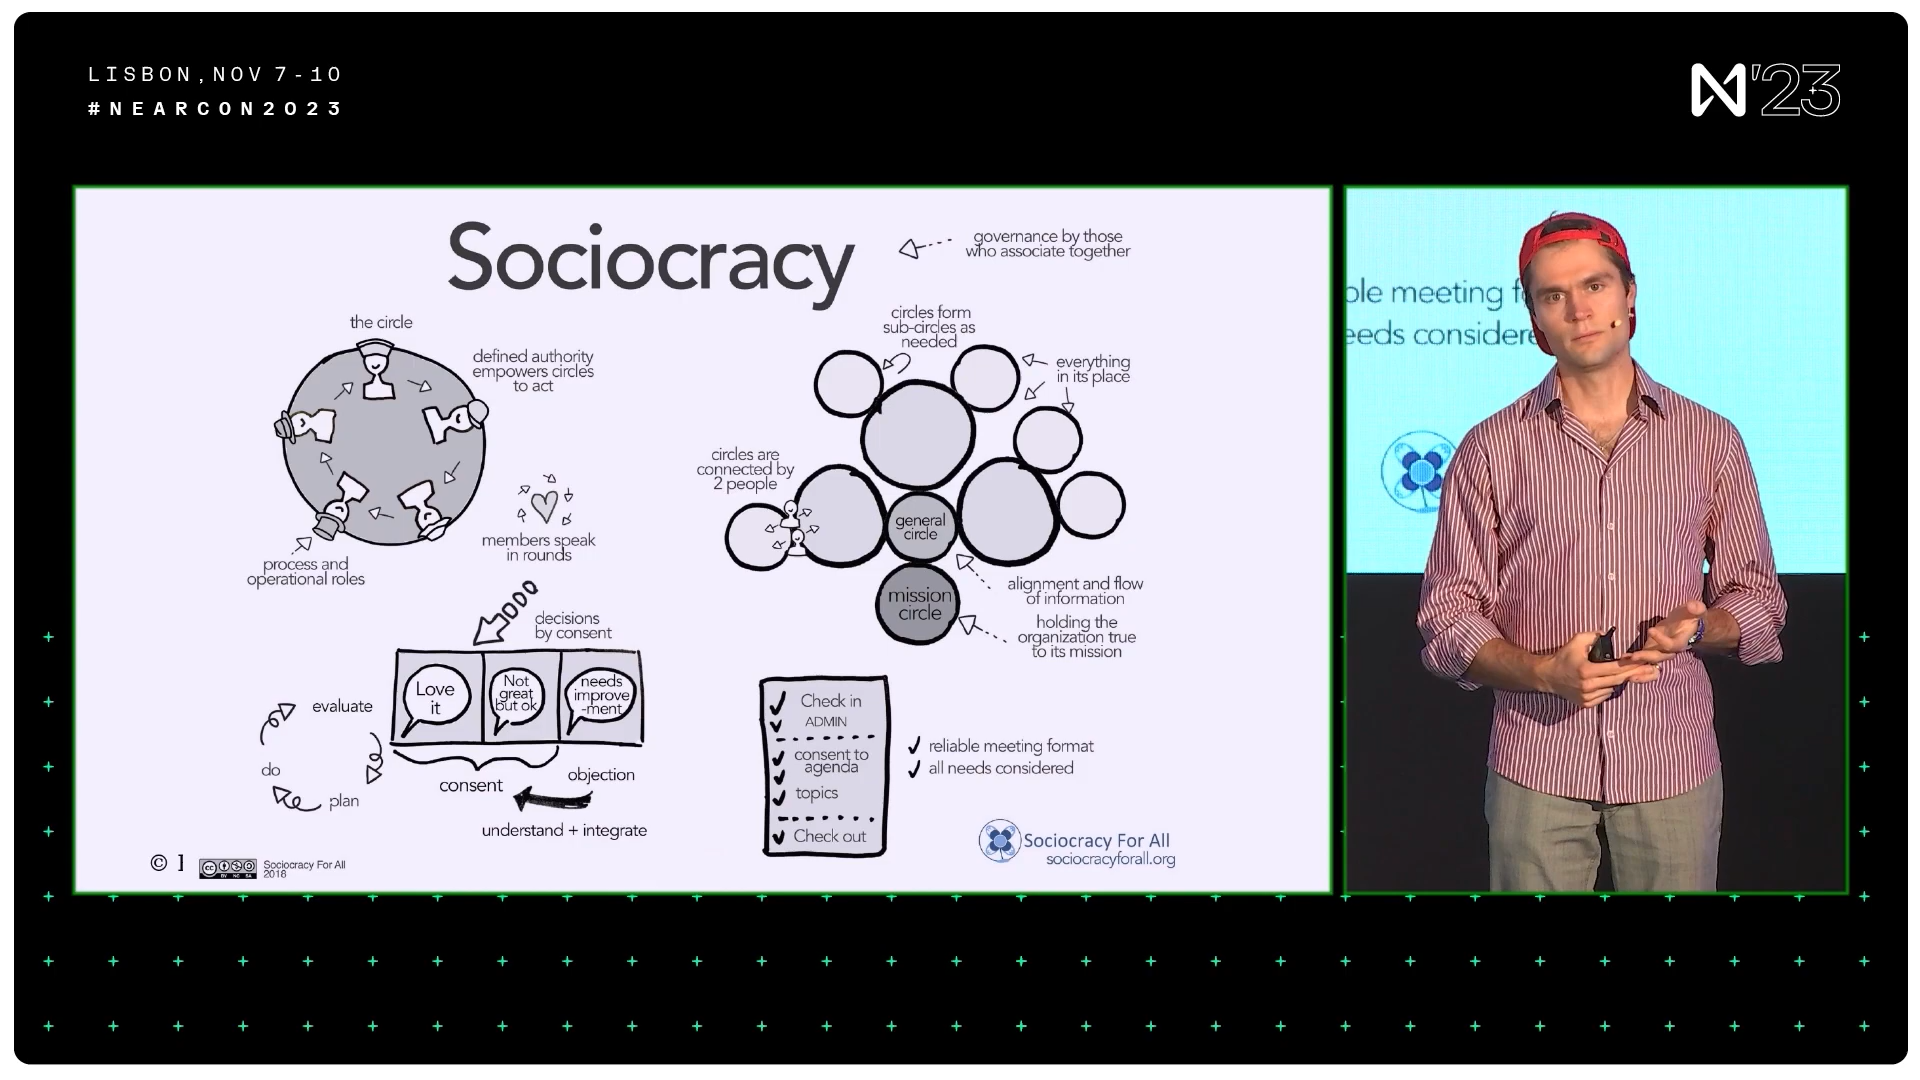 LISBON, NOV 7-10
#NEARCON2023
'23
Sociocracy
governance by those
who associate together
the circle
defined authority
empowers circles
to act
process and
operational roles
members speak
in rounds
circles form
sub-circles as
needed
everything
in its place
circles are
connected by
2 people
general
circle
mission
circle
alignment and flow
of information
holding the
organization true
to its mission
decisions
by consent
Love
it
Not
great
but ok
needs
improve
-ment
evaluate
do
plan
consent
objection
understand + integrate
Check in
ADMIN
consent to
agenda
topics
Check out
reliable meeting format
all needs considered
Sociocracy For All
sociocracyforall.org
© ]
cc
BY NC SA
Sociocracy For All
2018
ble meeting f
eeds considere